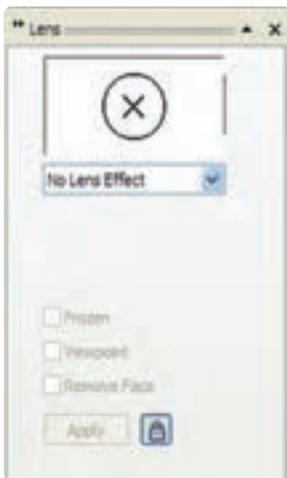 Lens
No Lens Effect
Frozen
Viewpoint
Remove Face
Apply